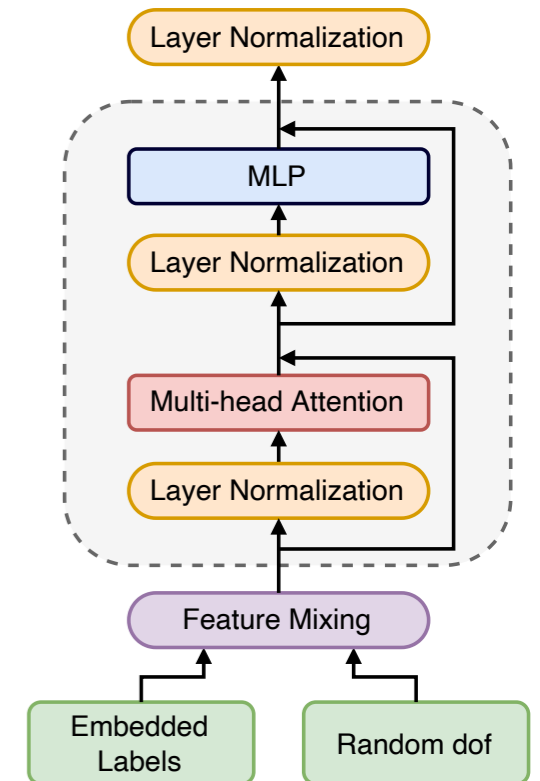 Layer Normalization
MLP
Layer Normalization
Multi-head Attention
Layer Normalization
Feature Mixing
Embedded
Labels
Random dof